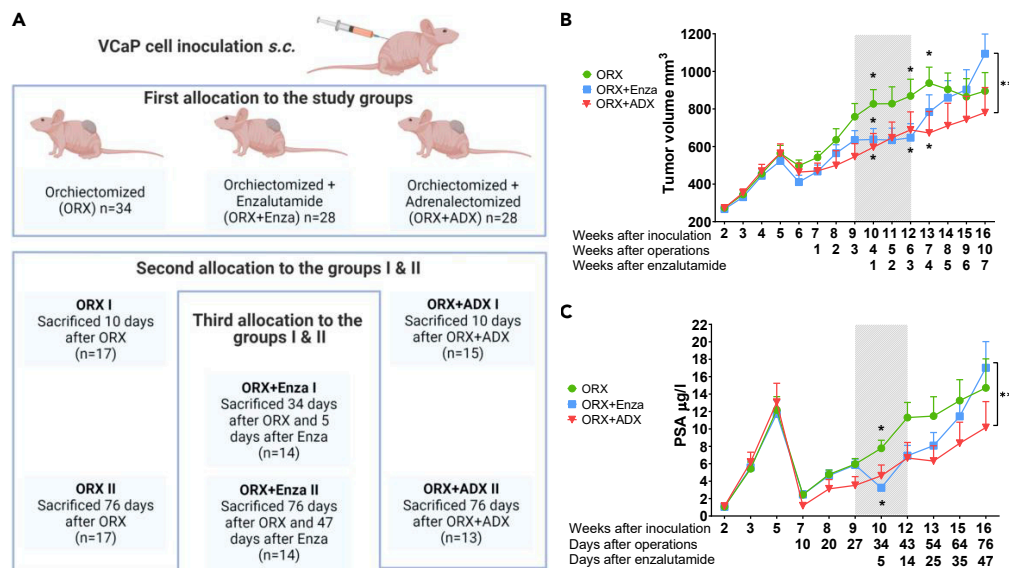 A
VCaP cell inoculation s.c.
First allocation to the study groups
Orchiectomized
(ORX) n=34
Orchiectomized +
Enzalutamide
(ORX+Enza) n=28
Orchiectomized +
Adrenalectomized
(ORX+ADX) n=28
Second allocation to the groups I & II
ORX I
Sacrificed 10 days
after ORX
(n=17)
Third allocation to the
groups I & II
ORX+ADX I
Sacrificed 10 days
after ORX+ADX
(n=15)
ORX+Enza I
Sacrificed 34 days
after ORX and 5
days after Enza
(n=14)
ORX II
Sacrificed 76 days
after ORX
(n=17)
ORX+Enza II
Sacrificed 76 days
after ORX and 47
days after Enza
(n=14)
ORX+ADX II
Sacrificed 76 days
after ORX+ADX
(n=13)
B
ORX
ORX+Enza
ORX+ADX
Tumor volume mm³
1200
1000
800
600
400
200
* * * * * *
**
Weeks after inoculation 2 3 4 5 6 7 8 9 10 11 12 13 14 15 16
Weeks after operations 1 2 3 4 5 6 7 8 9 10
Weeks after enzalutamide 1 2 3 4 5 6 7
C
ORX
ORX+Enza
ORX+ADX
PSA µg/l
20
18
16
14
12
10
8
6
4
2
0
* *
**
Weeks after inoculation 2 3 5 7 8 9 10 12 13 15 16
Days after operations 10 20 27 34 43 54 64 76
Days after enzalutamide 5 14 25 35 47